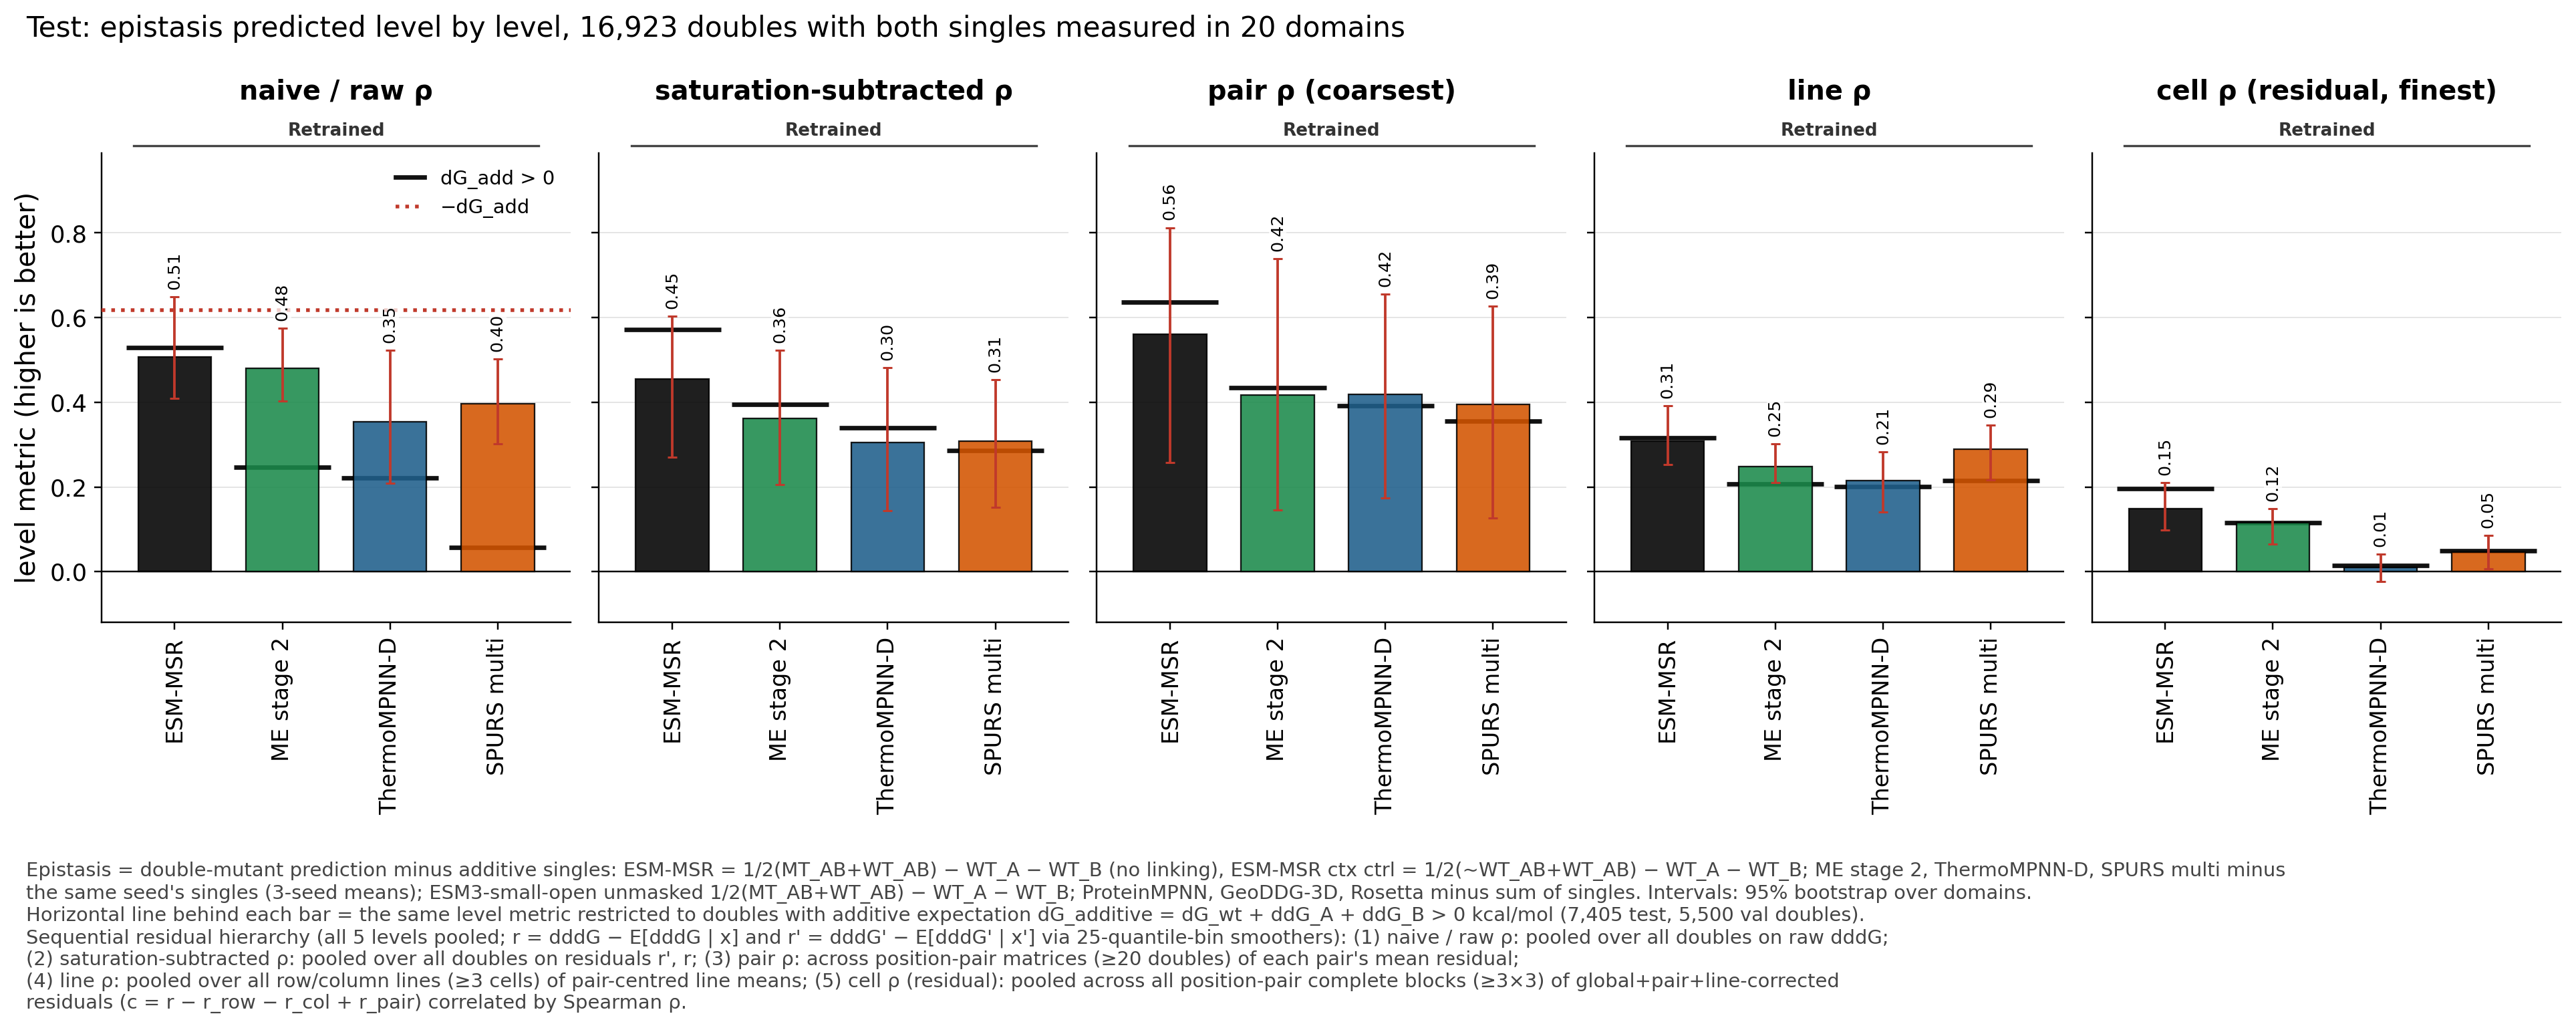 Test: epistasis predicted level by level, 16,923 doubles with both singles measured in 20 domains
naive / raw ρ
Retrained
level metric (higher is better)
0.8
0.6
0.4
0.2
0.0
dG_add > 0
−dG_add
0.51
0.48
0.35
0.40
ESM-MSR
ME stage 2
ThermoMPNN-D
SPURS multi
saturation-subtracted ρ
Retrained
0.45
0.36
0.30
0.31
ESM-MSR
ME stage 2
ThermoMPNN-D
SPURS multi
pair ρ (coarsest)
Retrained
0.56
0.42
0.42
0.39
ESM-MSR
ME stage 2
ThermoMPNN-D
SPURS multi
line ρ
Retrained
0.31
0.25
0.21
0.29
ESM-MSR
ME stage 2
ThermoMPNN-D
SPURS multi
cell ρ (residual, finest)
Retrained
0.15
0.12
0.01
0.05
ESM-MSR
ME stage 2
ThermoMPNN-D
SPURS multi
Epistasis = double-mutant prediction minus additive singles: ESM-MSR = 1/2(MT_AB+WT_AB) − WT_A − WT_B (no linking), ESM-MSR ctx ctrl = 1/2(~WT_AB+WT_AB) − WT_A − WT_B; ME stage 2, ThermoMPNN-D, SPURS multi minus
the same seed's singles (3-seed means); ESM3-small-open unmasked 1/2(MT_AB+WT_AB) − WT_A − WT_B; ProteinMPNN, GeoDDG-3D, Rosetta minus sum of singles. Intervals: 95% bootstrap over domains.
Horizontal line behind each bar = the same level metric restricted to doubles with additive expectation dG_additive = dG_wt + ddG_A + ddG_B > 0 kcal/mol (7,405 test, 5,500 val doubles).
Sequential residual hierarchy (all 5 levels pooled; r = dddG − E[dddG | x] and r' = dddG' − E[dddG' | x'] via 25-quantile-bin smoothers): (1) naive / raw ρ: pooled over all doubles on raw dddG;
(2) saturation-subtracted ρ: pooled over all doubles on residuals r', r; (3) pair ρ: across position-pair matrices (≥20 doubles) of each pair's mean residual;
(4) line ρ: pooled over all row/column lines (≥3 cells) of pair-centred line means; (5) cell ρ (residual): pooled across all position-pair complete blocks (≥3×3) of global+pair+line-corrected
residuals (c = r − r_row − r_col + r_pair) correlated by Spearman ρ.